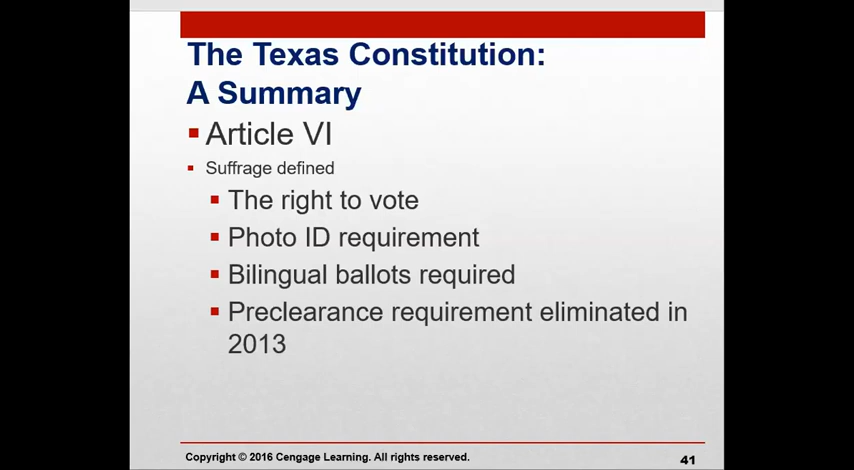 The Texas Constitution:
A Summary
Article VI
Suffrage defined
The right to vote
Photo ID requirement
Bilingual ballots required
Preclearance requirement eliminated in
2013
Copyright © 2016 Cengage Learning. All rights reserved.
41